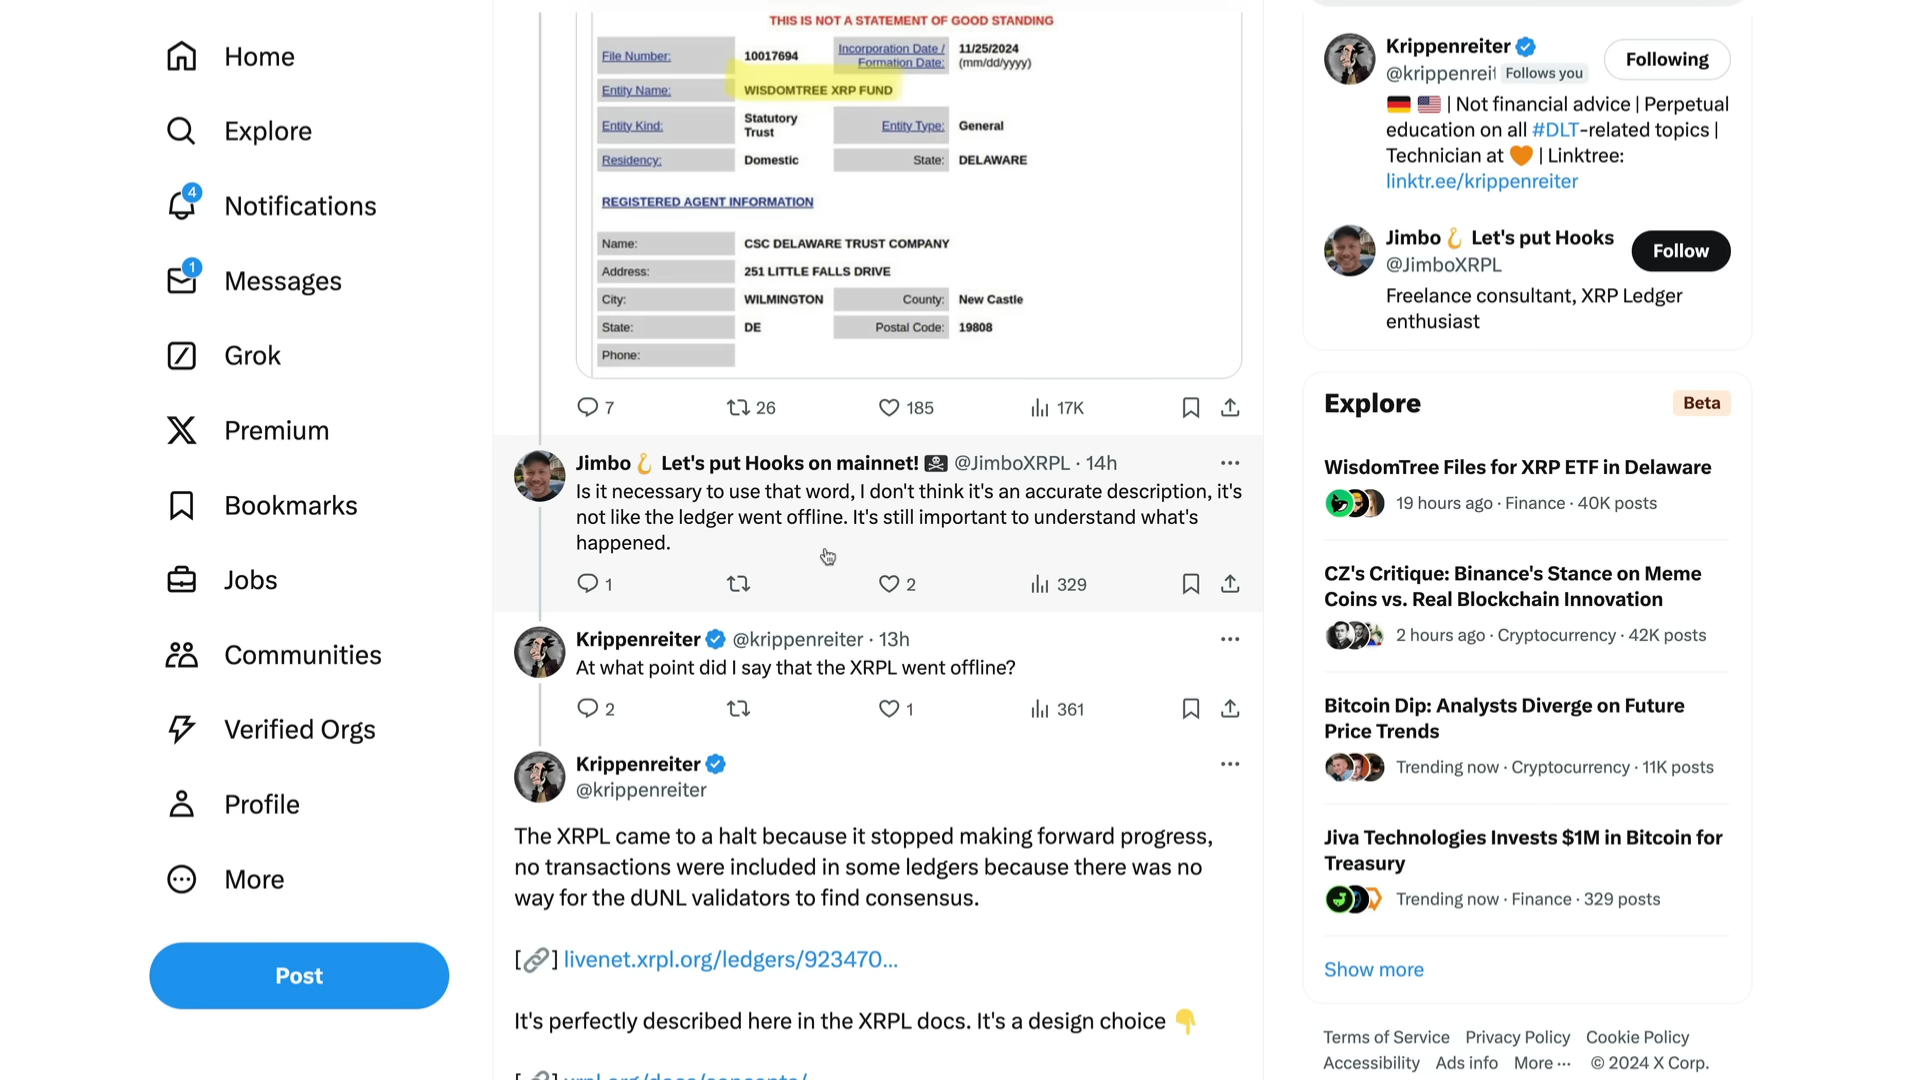 Home
Explore
4
Notifications
1
Messages
Grok
Premium
Bookmarks
Jobs
Communities
Verified Orgs
Profile
More
Post
THIS IS NOT A STATEMENT OF GOOD STANDING
File Number: 10017694 Incorporation Date / Formation Date: 11/25/2024 (mm/dd/yyyy)
Entity Name: WISDOMTREE XRP FUND
Entity Kind: Statutory Trust Entity Type: General
Residency: Domestic State: DELAWARE
REGISTERED AGENT INFORMATION
Name: CSC DELAWARE TRUST COMPANY
Address: 251 LITTLE FALLS DRIVE
City: WILMINGTON County: New Castle
State: DE Postal Code: 19808
Phone:
7 26 185 17K
Jimbo🪝 Let's put Hooks on mainnet! 🏴‍☠️ @JimboXRPL · 14h
Is it necessary to use that word, I don't think it's an accurate description, it's
not like the ledger went offline. It's still important to understand what's
happened.
1 2 329
Krippenreiter @krippenreiter · 13h
At what point did I say that the XRPL went offline?
2 1 361
Krippenreiter
@krippenreiter
The XRPL came to a halt because it stopped making forward progress,
no transactions were included in some ledgers because there was no
way for the dUNL validators to find consensus.
[🔗] livenet.xrpl.org/ledgers/923470...
It's perfectly described here in the XRPL docs. It's a design choice 👇
[🔗] xrpl.org/docs/concepts/
Krippenreiter Following
@krippenreit Follows you
🇩🇪 🇺🇸 | Not financial advice | Perpetual
education on all #DLT-related topics |
Technician at 🧡 | Linktree:
linktr.ee/krippenreiter
Jimbo🪝 Let's put Hooks Follow
@JimboXRPL
Freelance consultant, XRP Ledger
enthusiast
Explore Beta
WisdomTree Files for XRP ETF in Delaware
19 hours ago · Finance · 40K posts
CZ's Critique: Binance's Stance on Meme
Coins vs. Real Blockchain Innovation
2 hours ago · Cryptocurrency · 42K posts
Bitcoin Dip: Analysts Diverge on Future
Price Trends
Trending now · Cryptocurrency · 11K posts
Jiva Technologies Invests $1M in Bitcoin for
Treasury
Trending now · Finance · 329 posts
Show more
Terms of Service Privacy Policy Cookie Policy
Accessibility Ads info More ··· © 2024 X Corp.